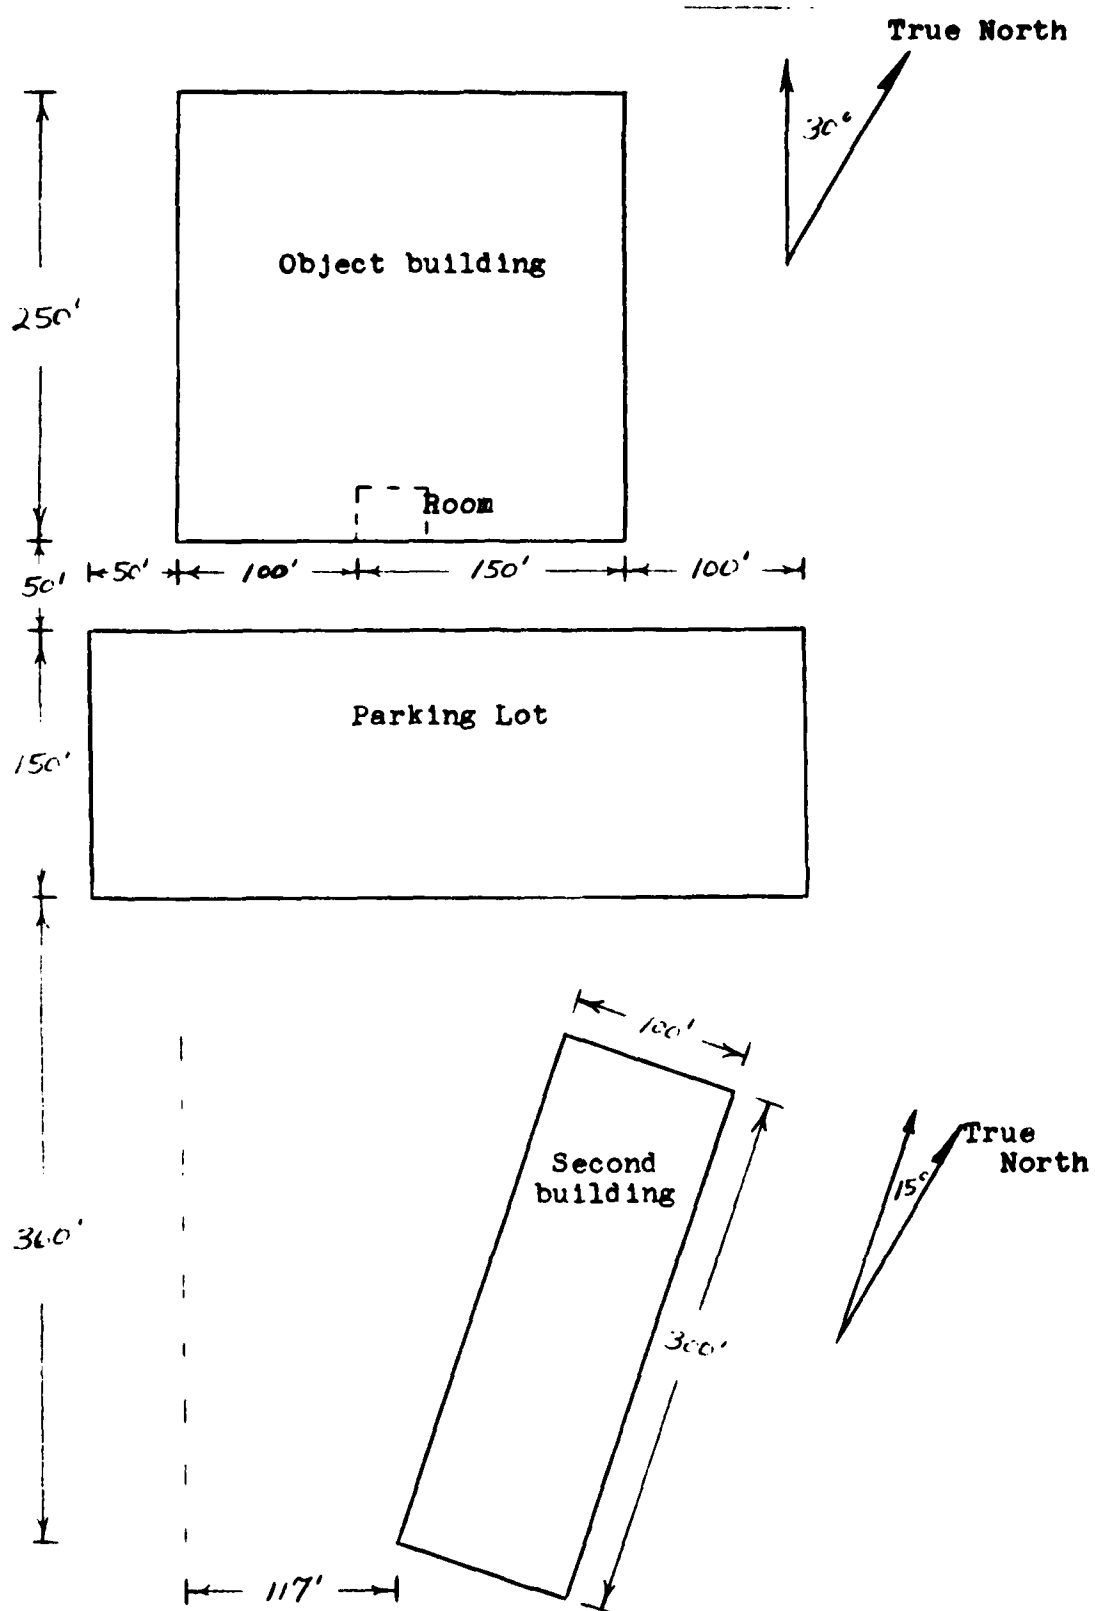 True North
30°
Object building
250'
Room
50'
50'
100'
150'
100'
Parking Lot
150'
100'
Second
building
True
North
15°
360'
300'
117'